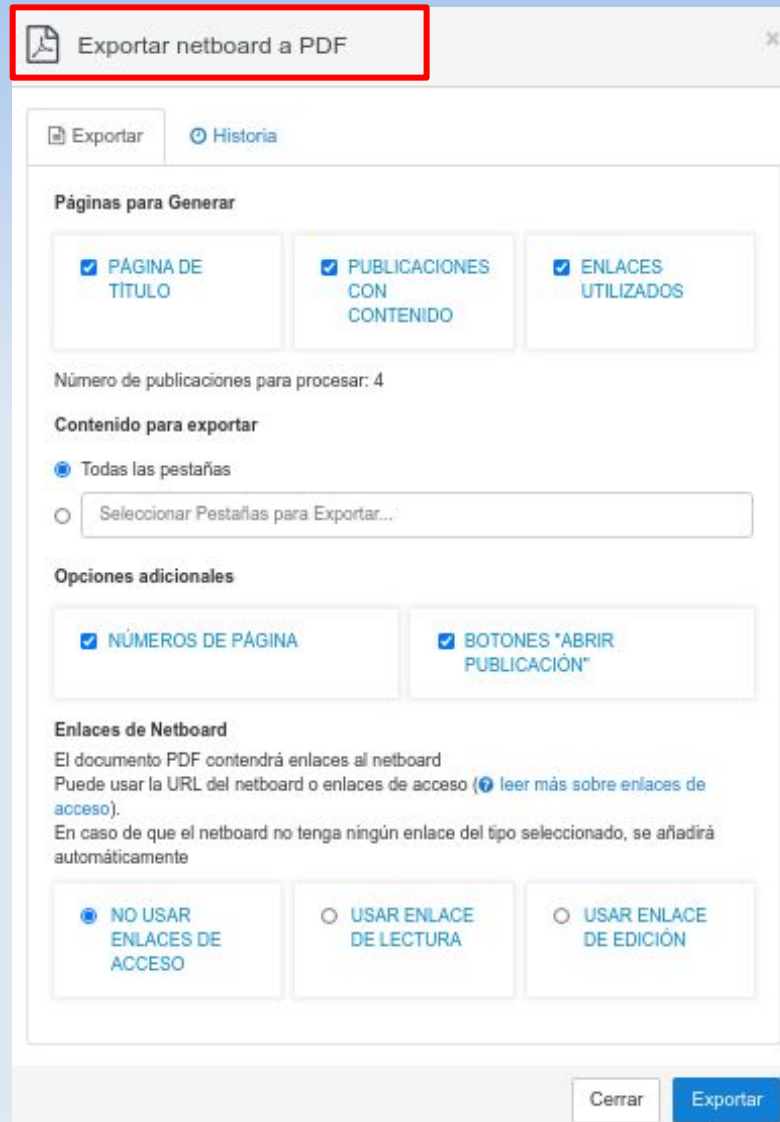 Exportar netboard a PDF
×
Exportar
Historia
Páginas para Generar
PÁGINA DE
TÍTULO
PUBLICACIONES
CON
CONTENIDO
ENLACES
UTILIZADOS
Número de publicaciones para procesar: 4
Contenido para exportar
Todas las pestañas
Seleccionar Pestañas para Exportar...
Opciones adicionales
NÚMEROS DE PÁGINA
BOTONES "ABRIR
PUBLICACIÓN"
Enlaces de Netboard
El documento PDF contendrá enlaces al netboard
Puede usar la URL del netboard o enlaces de acceso (? leer más sobre enlaces de
acceso).
En caso de que el netboard no tenga ningún enlace del tipo seleccionado, se añadirá
automáticamente
NO USAR
ENLACES DE
ACCESO
USAR ENLACE
DE LECTURA
USAR ENLACE
DE EDICIÓN
Cerrar
Exportar